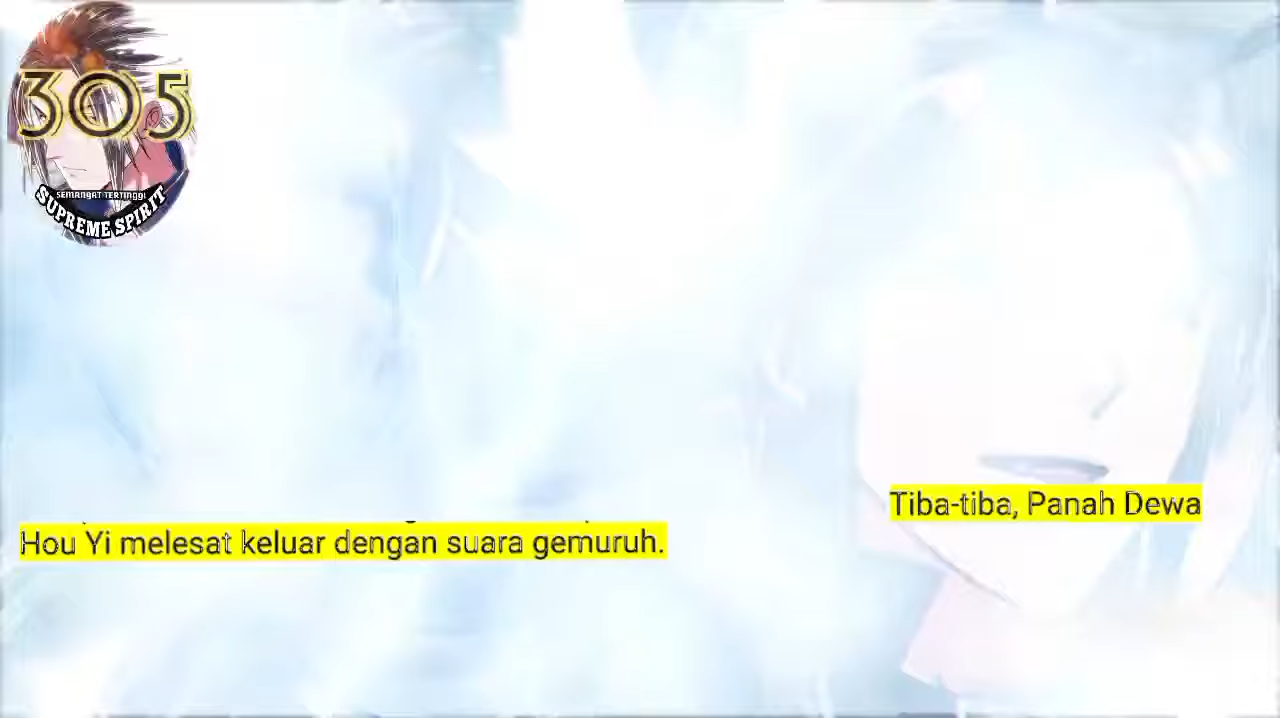 305
SEMANGAT TERTINGGI
SUPREME SPIRIT
Tiba-tiba, Panah Dewa
Hou Yi melesat keluar dengan suara gemuruh.